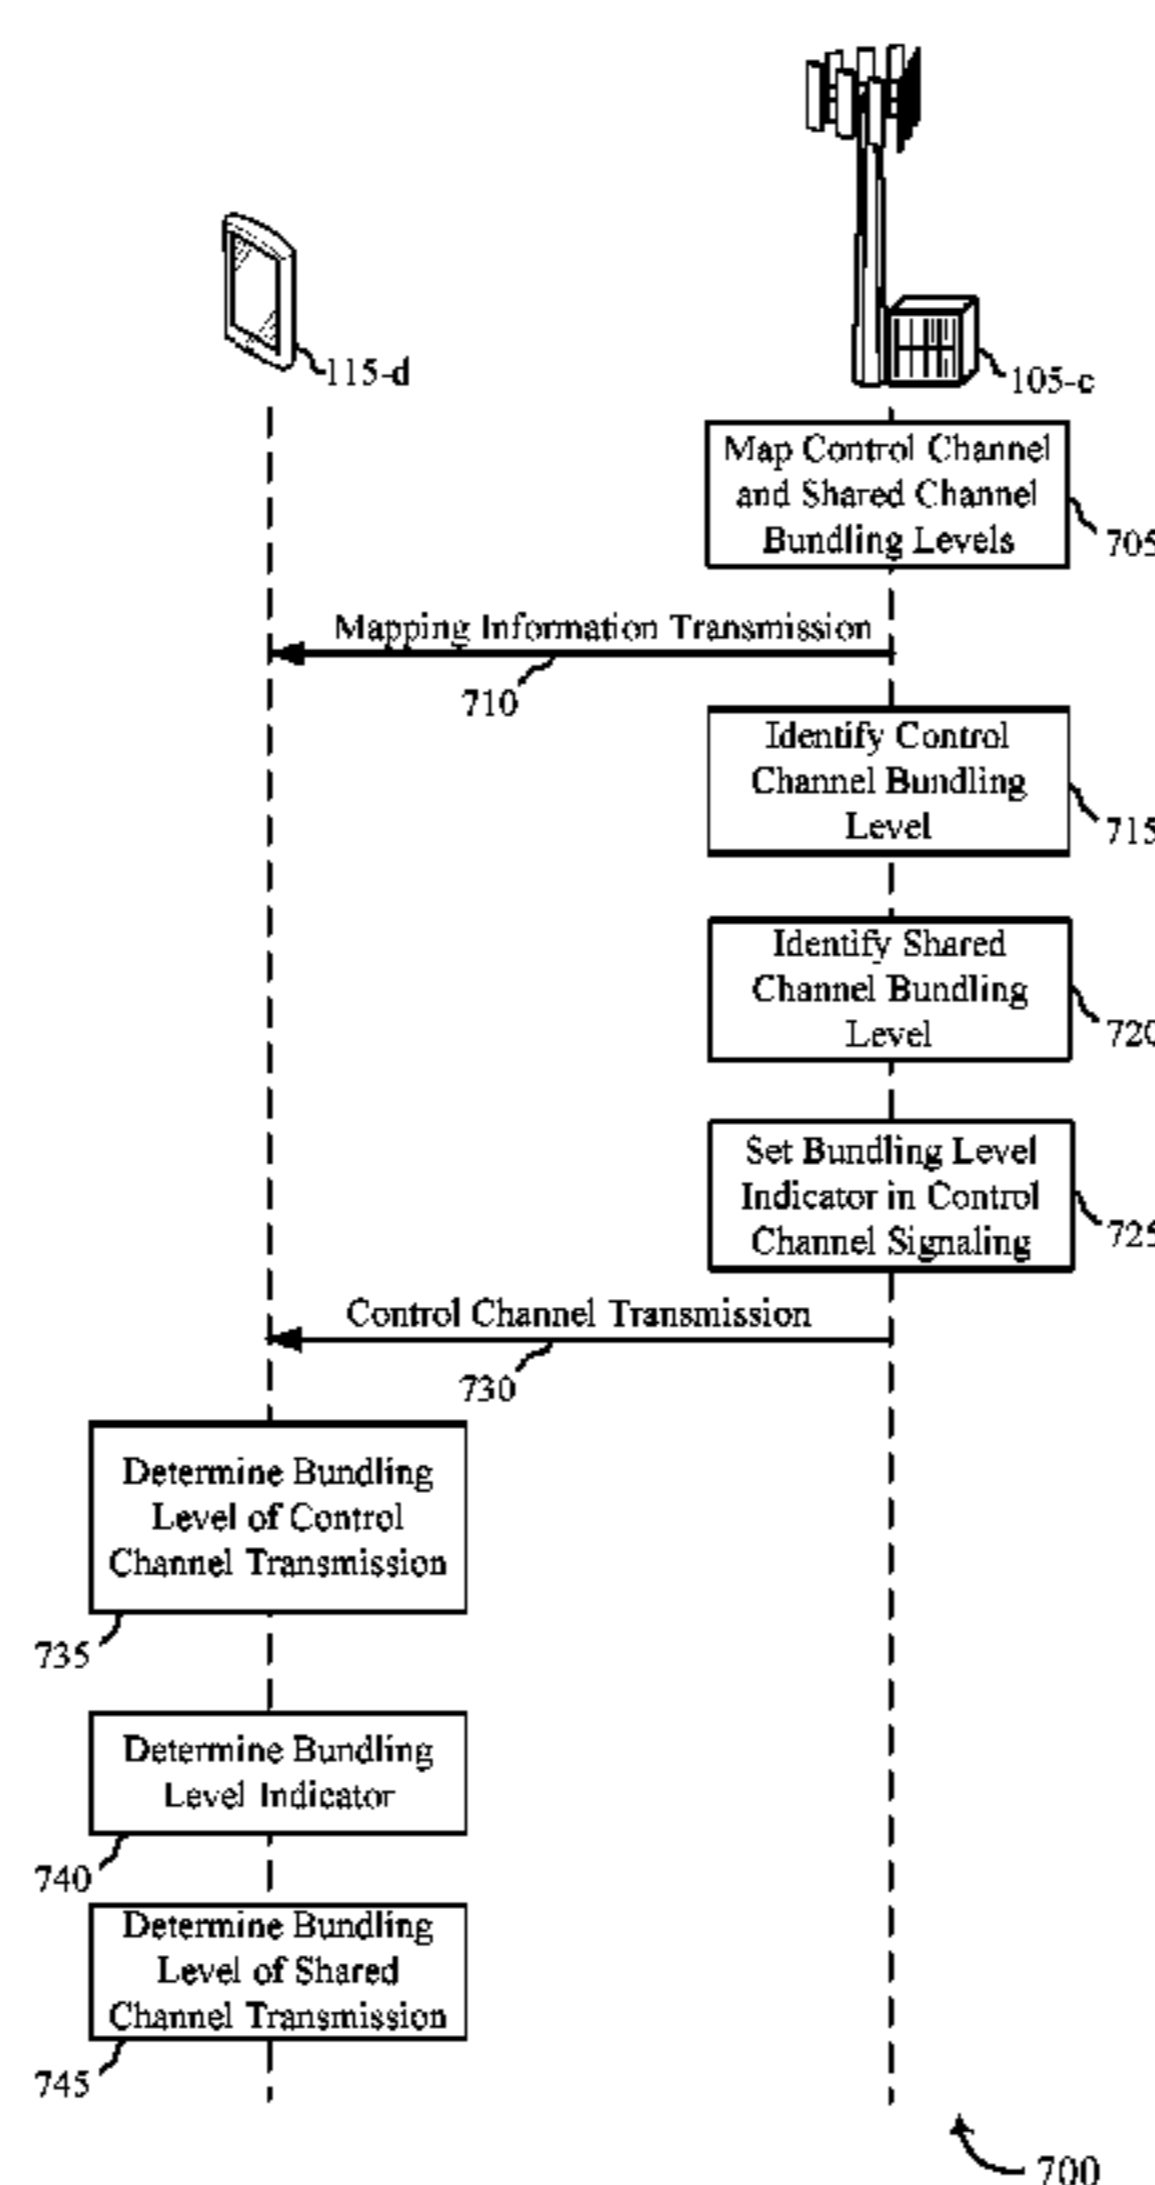 115-d
105-c
Map Control Channel
and Shared Channel
Bundling Levels
705
Mapping Information Transmission
710
Identify Control
Channel Bundling
Level
715
Identify Shared
Channel Bundling
Level
720
Set Bundling Level
Indicator in Control
Channel Signaling
725
Control Channel Transmission
730
Determine Bundling
Level of Control
Channel Transmission
735
Determine Bundling
Level Indicator
740
Determine Bundling
Level of Shared
Channel Transmission
745
700